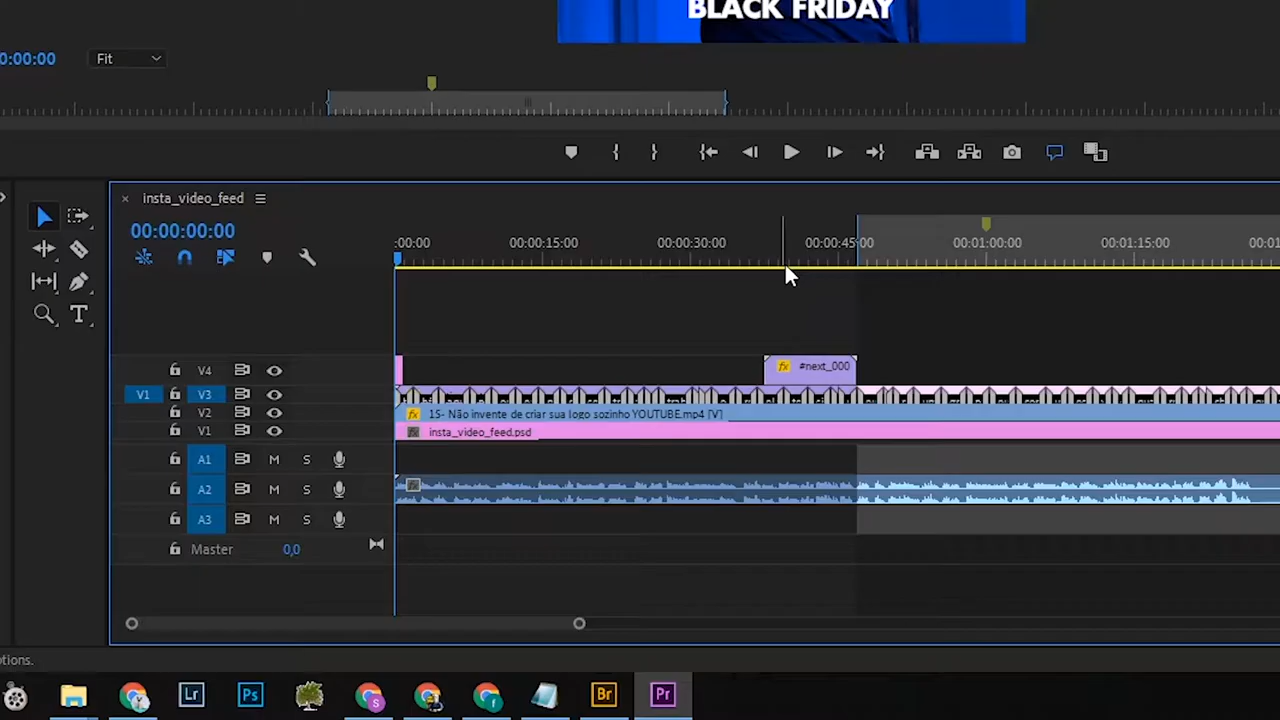 BLACK FRIDAY
0:00:00
Fit
insta_video_feed
00:00:00:00
:00:00
00:00:15:00
00:00:30:00
00:00:45:00
00:01:00:00
00:01:15:00
00:0
V4
#next_000
V1
V3
V2
15- Não invente de criar sua logo sozinho YOUTUBE.mp4 [V]
V1
insta_video_feed.psd
A1
M
S
A2
M
S
A3
M
S
Master
0,0
ptions.
Lr
Ps
S
f
Br
Pr